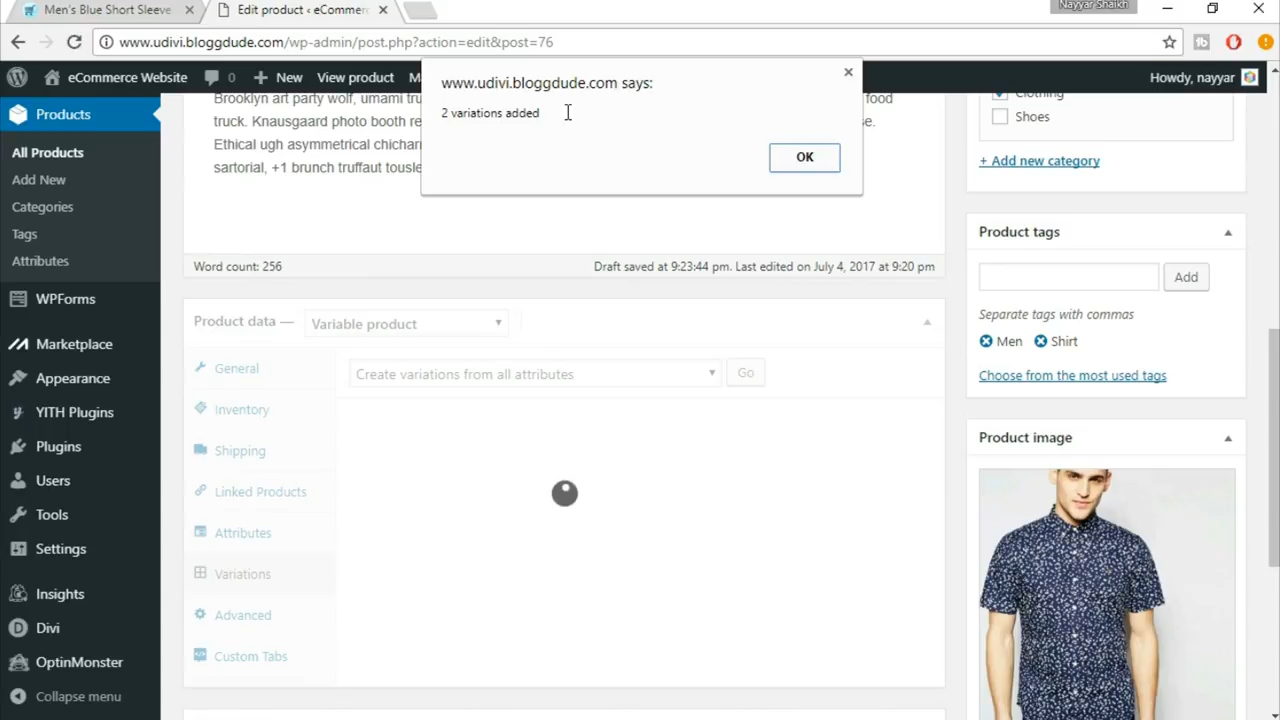 Men's Blue Short Sleeve
Edit product ‹ eCommerc
Nayyar Shaikh
www.udivi.bloggdude.com/wp-admin/post.php?action=edit&post=76
eCommerce Website
0
New
View product
Howdy, nayyar
www.udivi.bloggdude.com says:
2 variations added
OK
Products
All Products
Add New
Categories
Tags
Attributes
WPForms
Marketplace
Appearance
YITH Plugins
Plugins
Users
Tools
Settings
Insights
Divi
OptinMonster
Collapse menu
Brooklyn art party wolf, umami tru
food
truck. Knausgaard photo booth re
se.
Ethical ugh asymmetrical chichar
sartorial, +1 brunch truffaut tousle
Word count: 256
Draft saved at 9:23:44 pm. Last edited on July 4, 2017 at 9:20 pm
Product data —
Variable product
General
Inventory
Shipping
Linked Products
Attributes
Variations
Advanced
Custom Tabs
Create variations from all attributes
Go
Clothing
Shoes
+ Add new category
Product tags
Add
Separate tags with commas
Men
Shirt
Choose from the most used tags
Product image